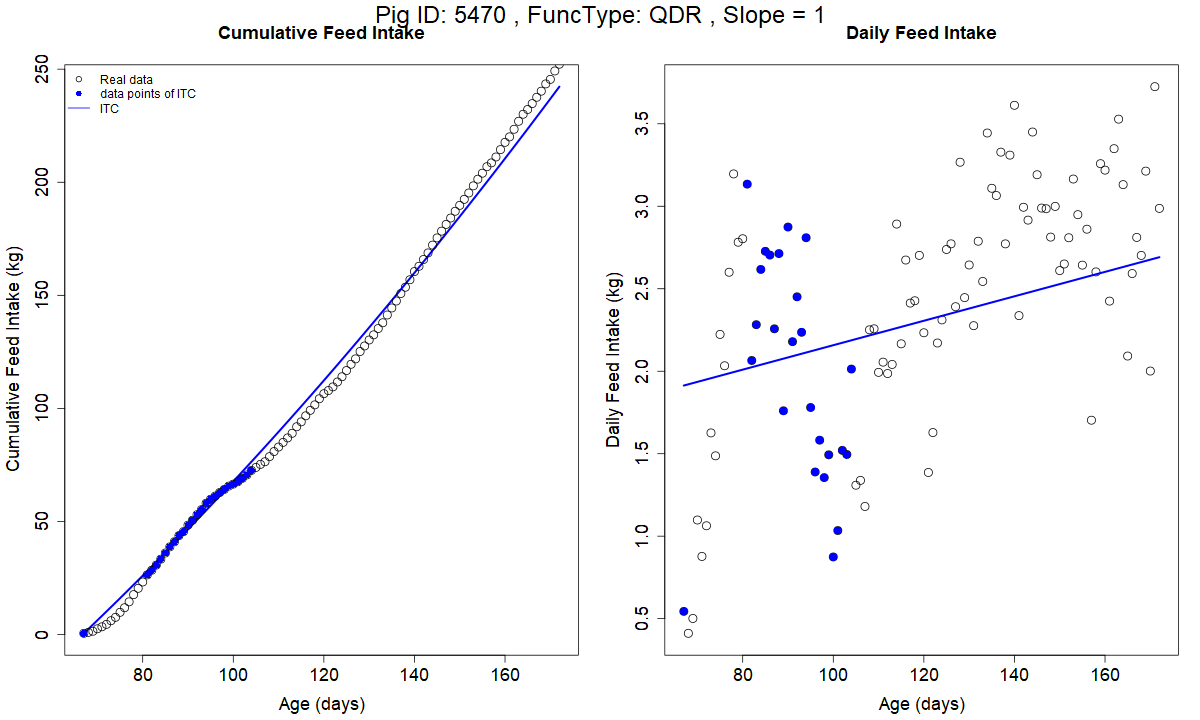 Pig ID: 5470 , FuncType: QDR , Slope = 1
Cumulative Feed Intake
Daily Feed Intake
Real data
data points of ITC
ITC
Cumulative Feed Intake (kg)
0
50
100
150
200
250
80
100
120
140
160
Age (days)
Daily Feed Intake (kg)
0.5
1.0
1.5
2.0
2.5
3.0
3.5
80
100
120
140
160
Age (days)